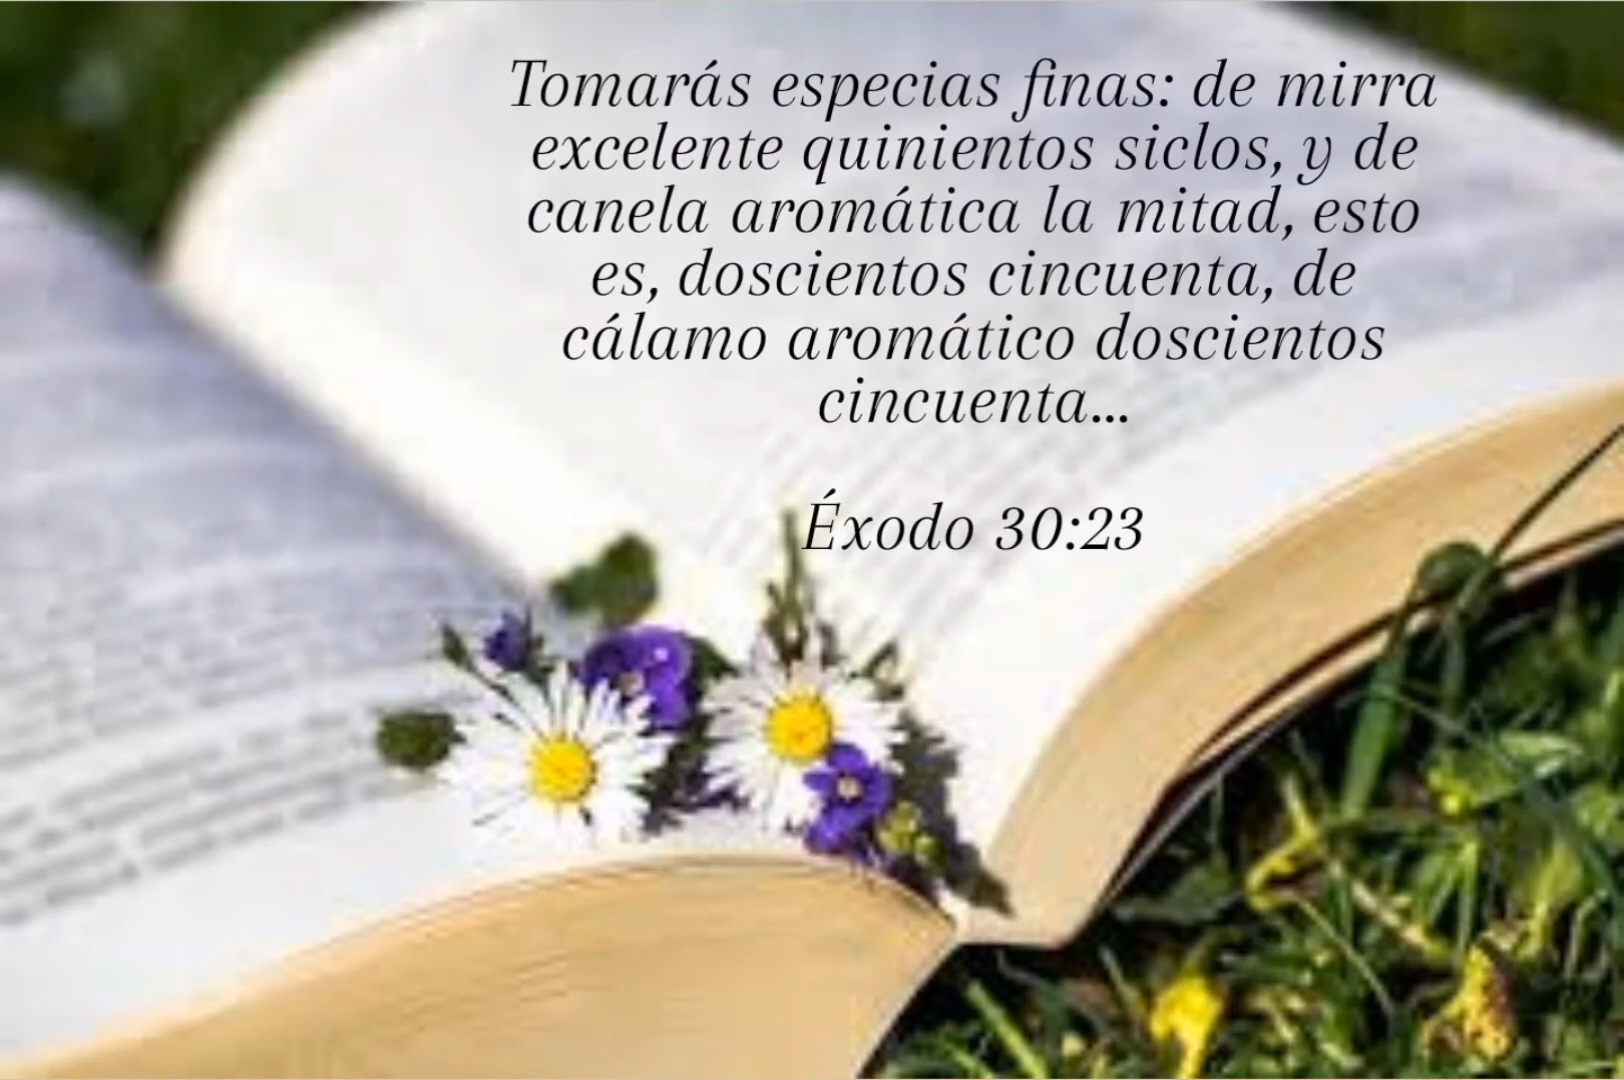 Tomarás especias finas: de mirra
excelente quinientos siclos, y de
canela aromática la mitad, esto
es, doscientos cincuenta, de
cálamo aromático doscientos
cincuenta...
Éxodo 30:23